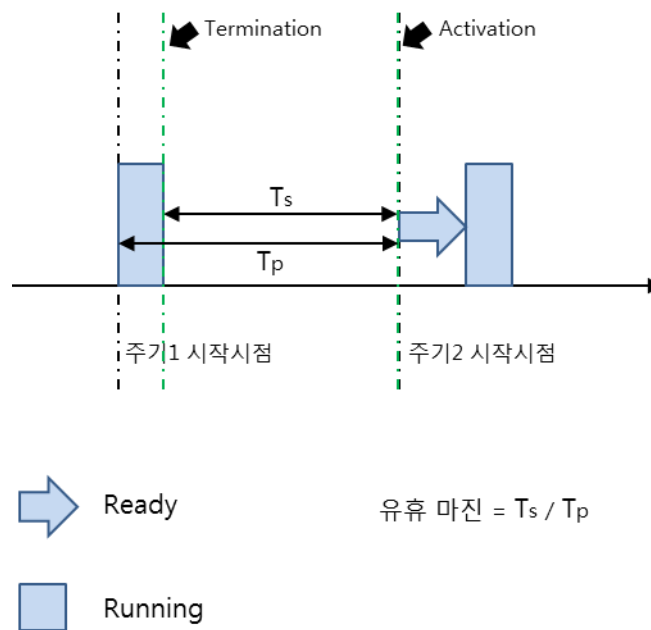 Termination
Activation
Ts
Tp
주기1 시작시점
주기2 시작시점
Ready
유휴 마진 = Ts / Tp
Running